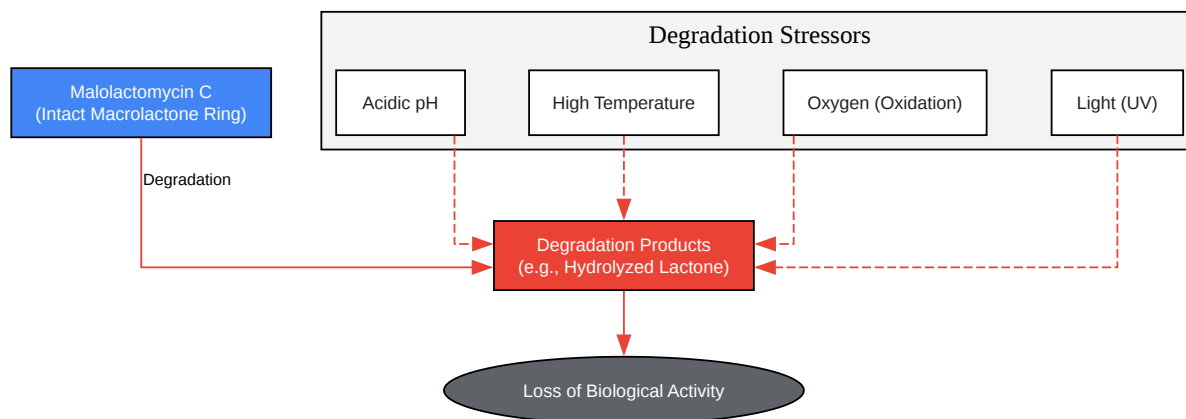 Degradation Stressors
Malolactomycin C
(Intact Macrolactone Ring)
Acidic pH
High Temperature
Oxygen (Oxidation)
Light (UV)
Degradation
Degradation Products
(e.g., Hydrolyzed Lactone)
Loss of Biological Activity